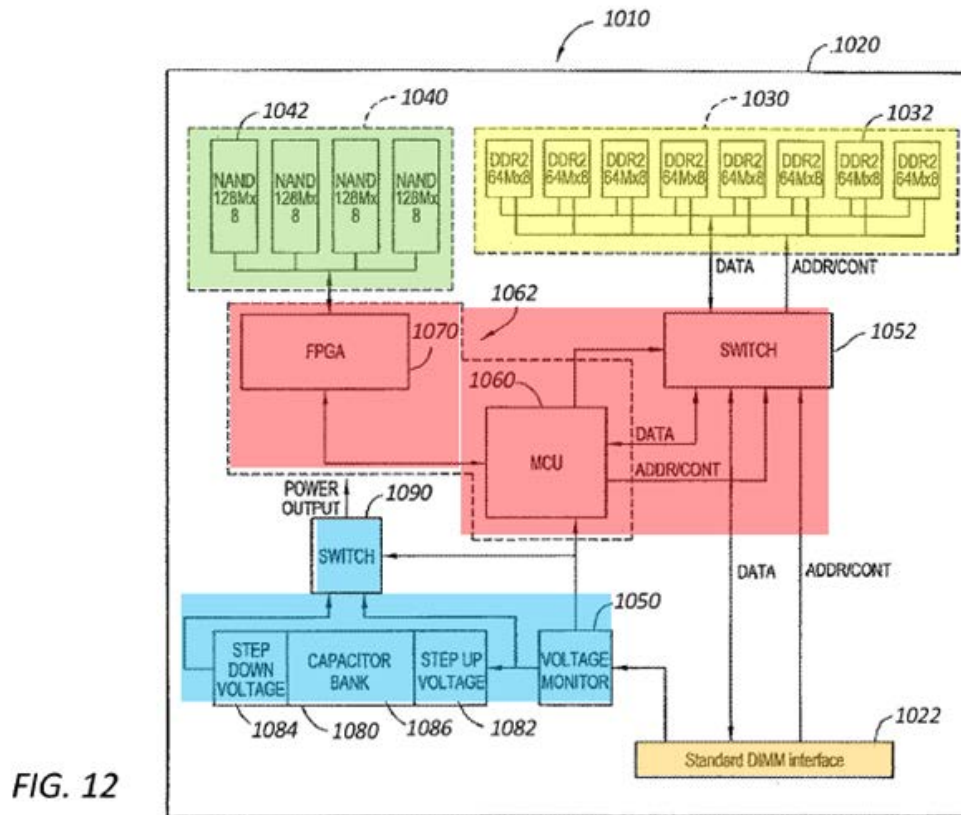 1010
1020
1042
1040
1030
1032
NAND
128Mx
8
NAND
128Mx
8
NAND
128Mx
8
NAND
128Mx
8
DDR2
64Mx8
DDR2
64Mx8
DDR2
64Mx8
DDR2
64Mx8
DDR2
64Mx8
DDR2
64Mx8
DDR2
64Mx8
DDR2
64Mx8
DATA
ADDR/CONT
1062
FPGA
1070
SWITCH
1052
1060
MCU
DATA
ADDR/CONT
POWER
OUTPUT
1090
SWITCH
DATA
ADDR/CONT
1050
STEP
DOWN
VOLTAGE
CAPACITOR
BANK
STEP UP
VOLTAGE
VOLTAGE
MONITOR
1084
1080
1086
1082
1022
Standard DIMM interface
FIG. 12